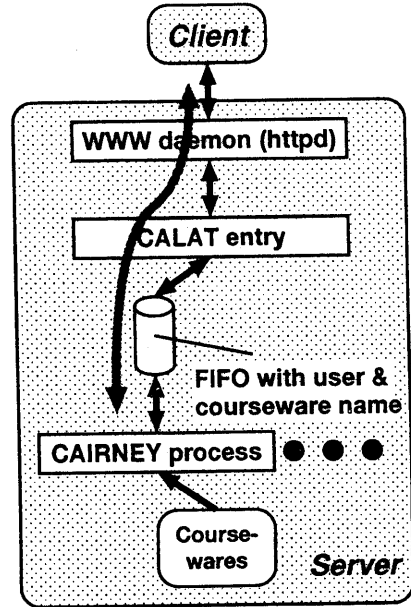 Client
WWW daemon (httpd)
CALAT entry
FIFO with user &
courseware name
CAIRNEY process
Course-
wares
Server